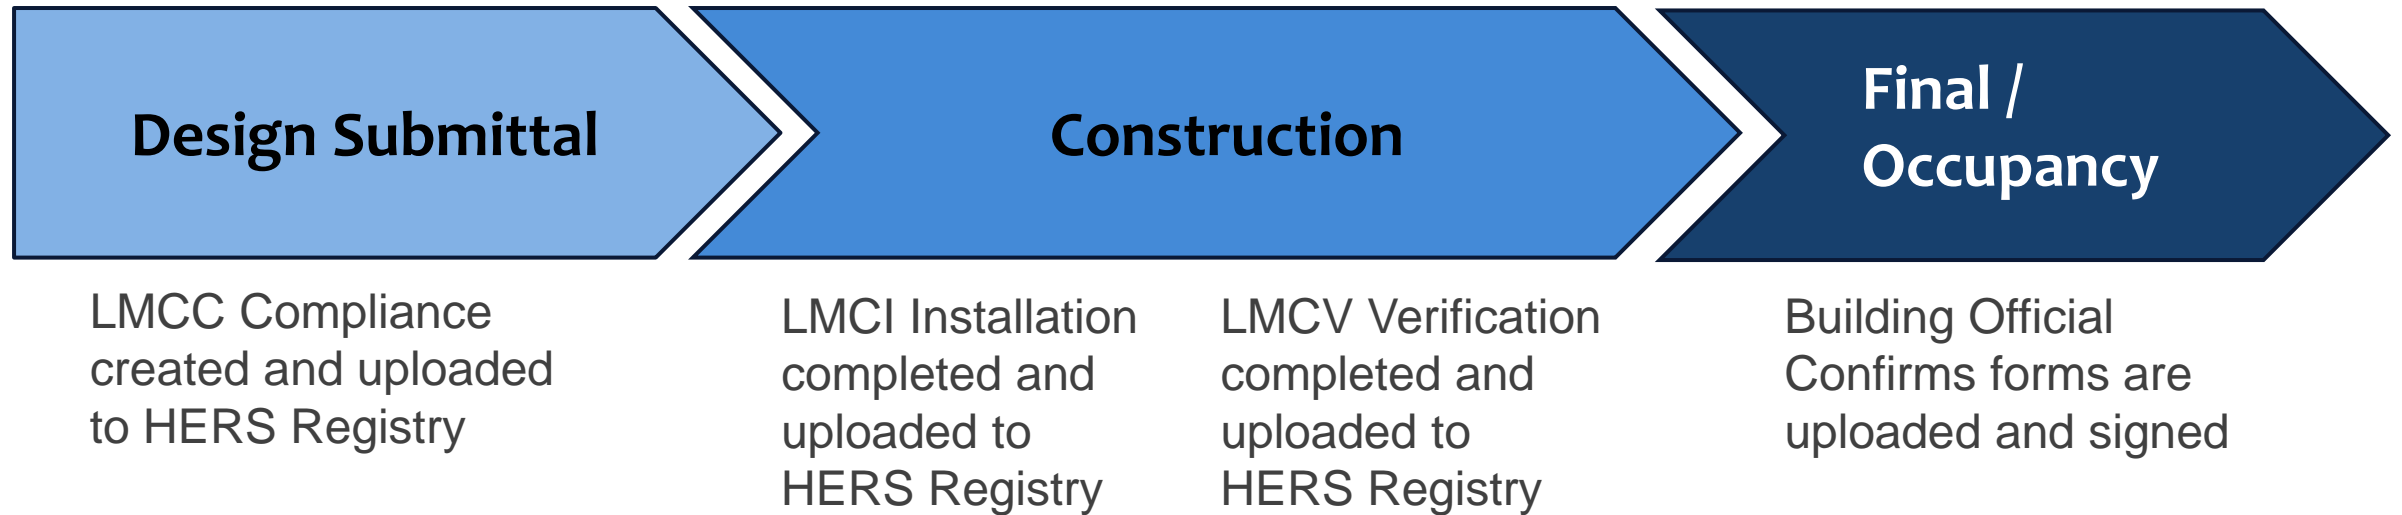 Design Submittal
Construction
Final /
Occupancy
LMCC Compliance
created and uploaded
to HERS Registry
LMCI Installation
completed and
uploaded to
HERS Registry
LMCV Verification
completed and
uploaded to
HERS Registry
Building Official
Confirms forms are
uploaded and signed